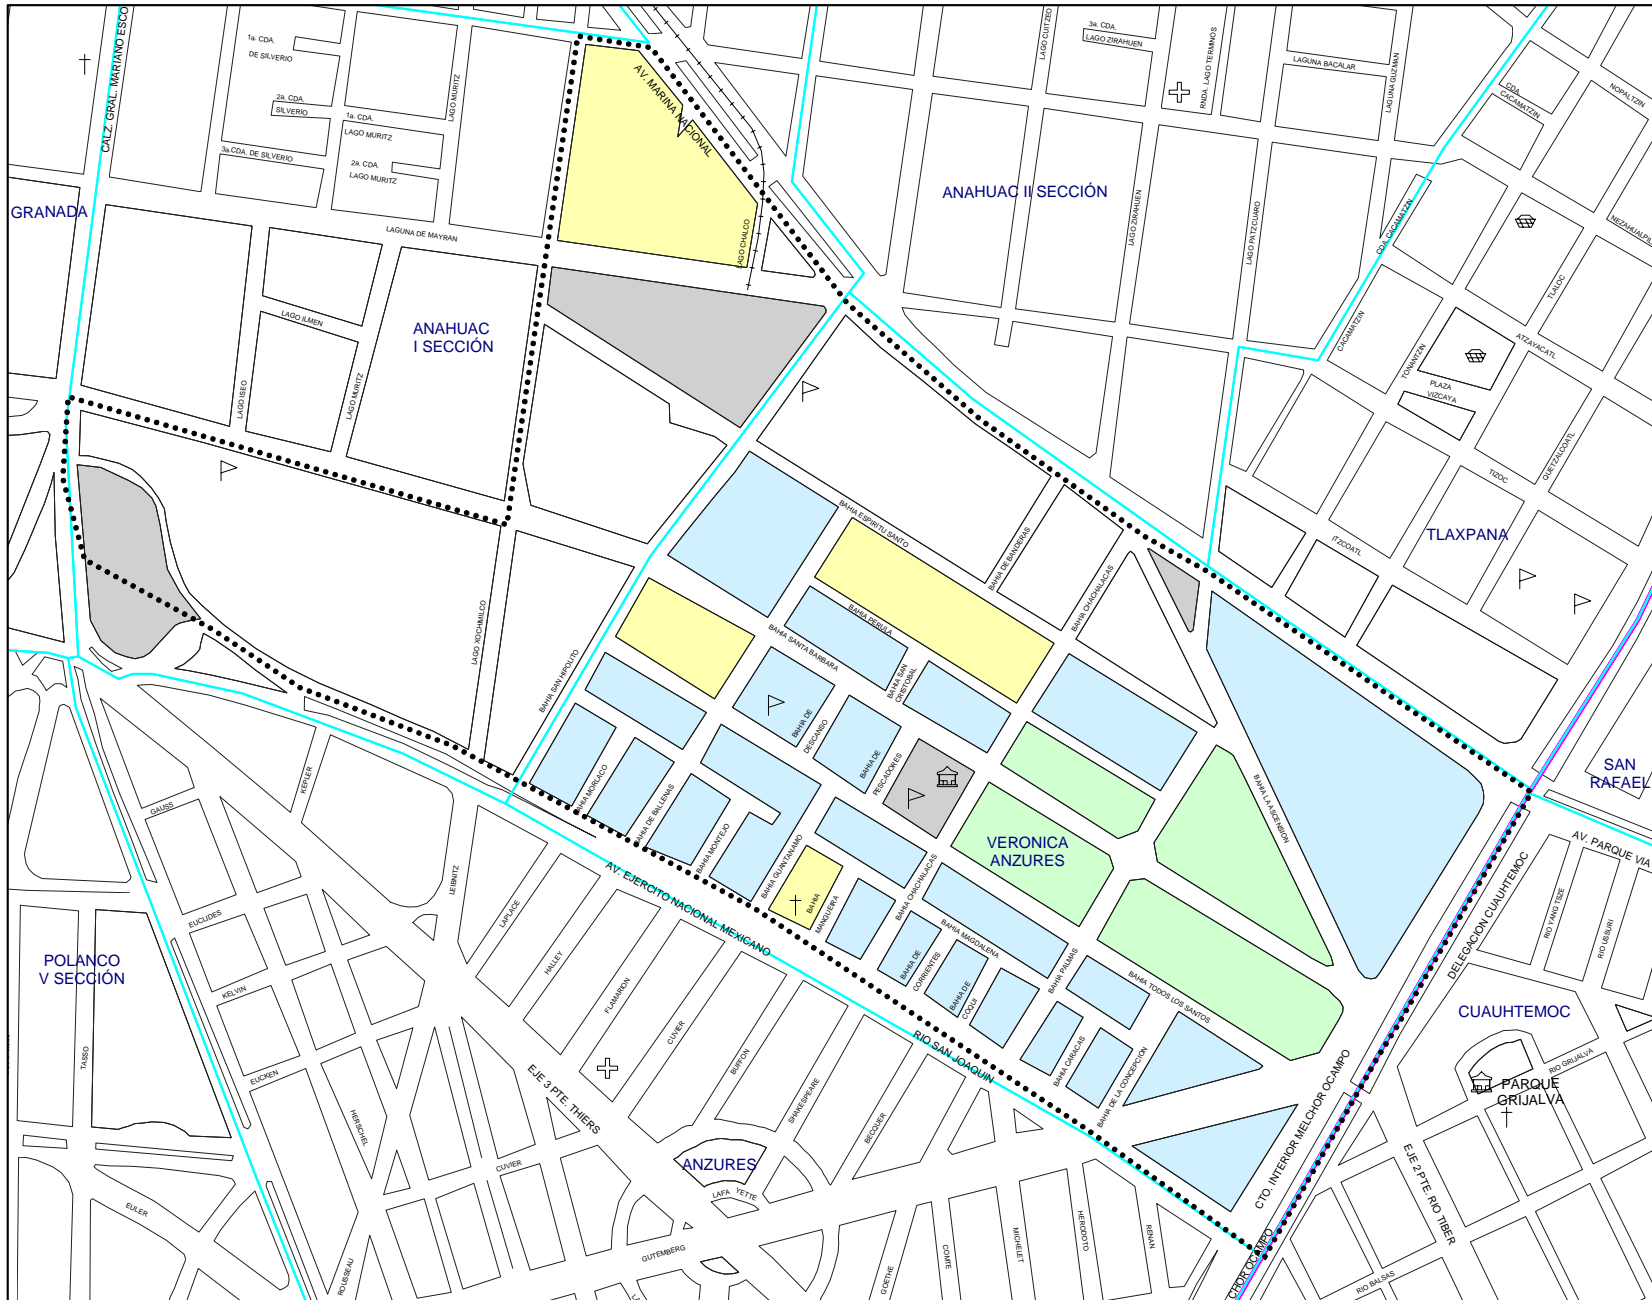 CALZ. GRAL. MARIANO ESCO
1a. CDA.
DE SILVERIO
2a. CDA.
SILVERIO
3a.CDA. DE SILVERIO
1a. CDA.
LAGO MURITZ
2a. CDA.
LAGO MURITZ
LAGO MURITZ
AV. MARINA NACIONAL
LAGO CUITZEO
3a. CDA.
LAGO ZIRAHUEN
RNDA. LAGO TERMINOS
LAGUNA BACALAR
LAGUNA GUZMAN
CDA.
CACAMATZIN
NOPALTZIN
GRANADA
LAGUNA DE MAYRAN
LAGO CHALCO
ANAHUAC II SECCIÓN
LAGO ZIRAHUEN
LAGO PATZCUARO
CDA. CACAMATZIN
NEZAHUALPIL
TLALOC
LAGO ILMEN
ANAHUAC
I SECCIÓN
LAGO ISEO
LAGO MURITZ
CACAMATZIN
TONANTZIN
ATZAYACATL
PLAZA
VIZCAYA
QUETZALCOATL
TIZOC
ITZCOATL
TLAXPANA
BAHIA ESPIRITU SANTO
BAHIA DE BANDERAS
BAHIA CHACHALACAS
BAHIA PERULA
BAHIA SANTA BARBARA
BAHIA SAN
CRISTOBAL
LAGO XOCHIMILCO
BAHIA SAN HIPOLITO
BAHIA DE
DESCANSO
BAHIA DE
PESCADORES
BAHIA LA ASCENSION
SAN
RAFAEL
KEPLER
GAUSS
BAHIA MORLACO
BAHIA DE BALLENAS
BAHIA MONTEJO
BAHIA GUANTANAMO
VERONICA
ANZURES
AV. PARQUE VIA
LEIBNITZ
LAPLACE
AV. EJERCITO NACIONAL MEXICANO
BAHIA
MANGUEIRA
BAHIA CHACHALACAS
BAHIA MAGDALENA
DELEGACION CUAUHTEMOC
RIO YANG TSZE
RIO USSURI
EUCLIDES
HALLEY
FLAMARION
POLANCO
V SECCIÓN
KELVIN
BAHIA DE
CORRIENTES
BAHIA DE
COQUI
BAHIA PALMAS
BAHIA TODOS LOS SANTOS
CUAUHTEMOC
TASSO
EUCKEN
HERSCHEL
EJE 3 PTE. THIERS
CUVIER
BUFFON
SHAKESPEARE
BECQUER
RIO SAN JOAQUIN
BAHIA CARACAS
BAHIA DE LA CONCEPCION
CTO. INTERIOR MELCHOR OCAMPO
RIO GRIJALVA
PARQUE
GRIJALVA
CUVIER
ANZURES
LAFA YETTE
EJE 2 PTE. RIO TIBER
EULER
ROUSSEAU
GUTEMBERG
GOETHE
COMTE
MICHELET
HERODOTO
RENAN
CHOR OCAMPO
RIO BALSAS